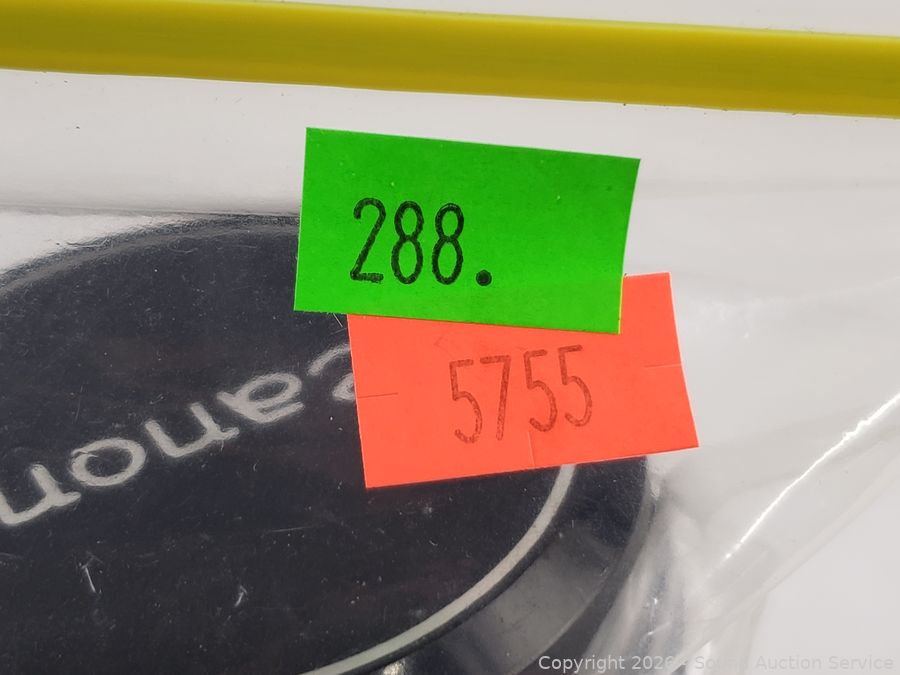 288.
5755
Canon
Copyright 2026 - Sound Auction Service